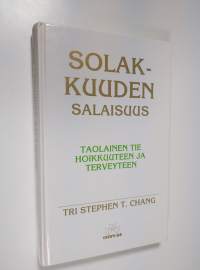 SOLAK-
KUUDEN
SALAISUUS
TAOLAINEN TIE
HOIKKUUTEEN JA
TERVEYTEEN
TRI STEPHEN T. CHANG